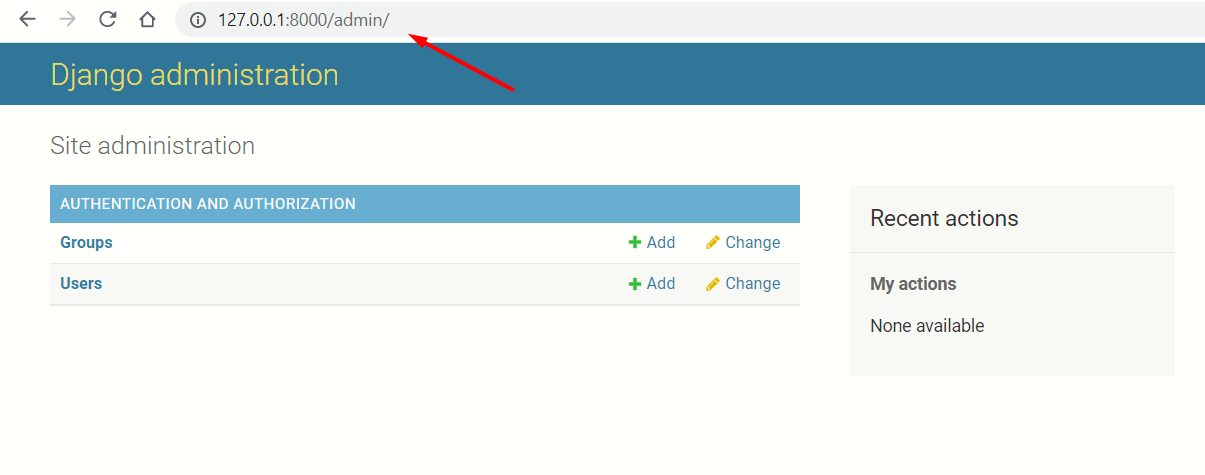 127.0.0.1:8000/admin/
Django administration
Site administration
AUTHENTICATION AND AUTHORIZATION
Groups Add Change
Users Add Change
Recent actions
My actions
None available